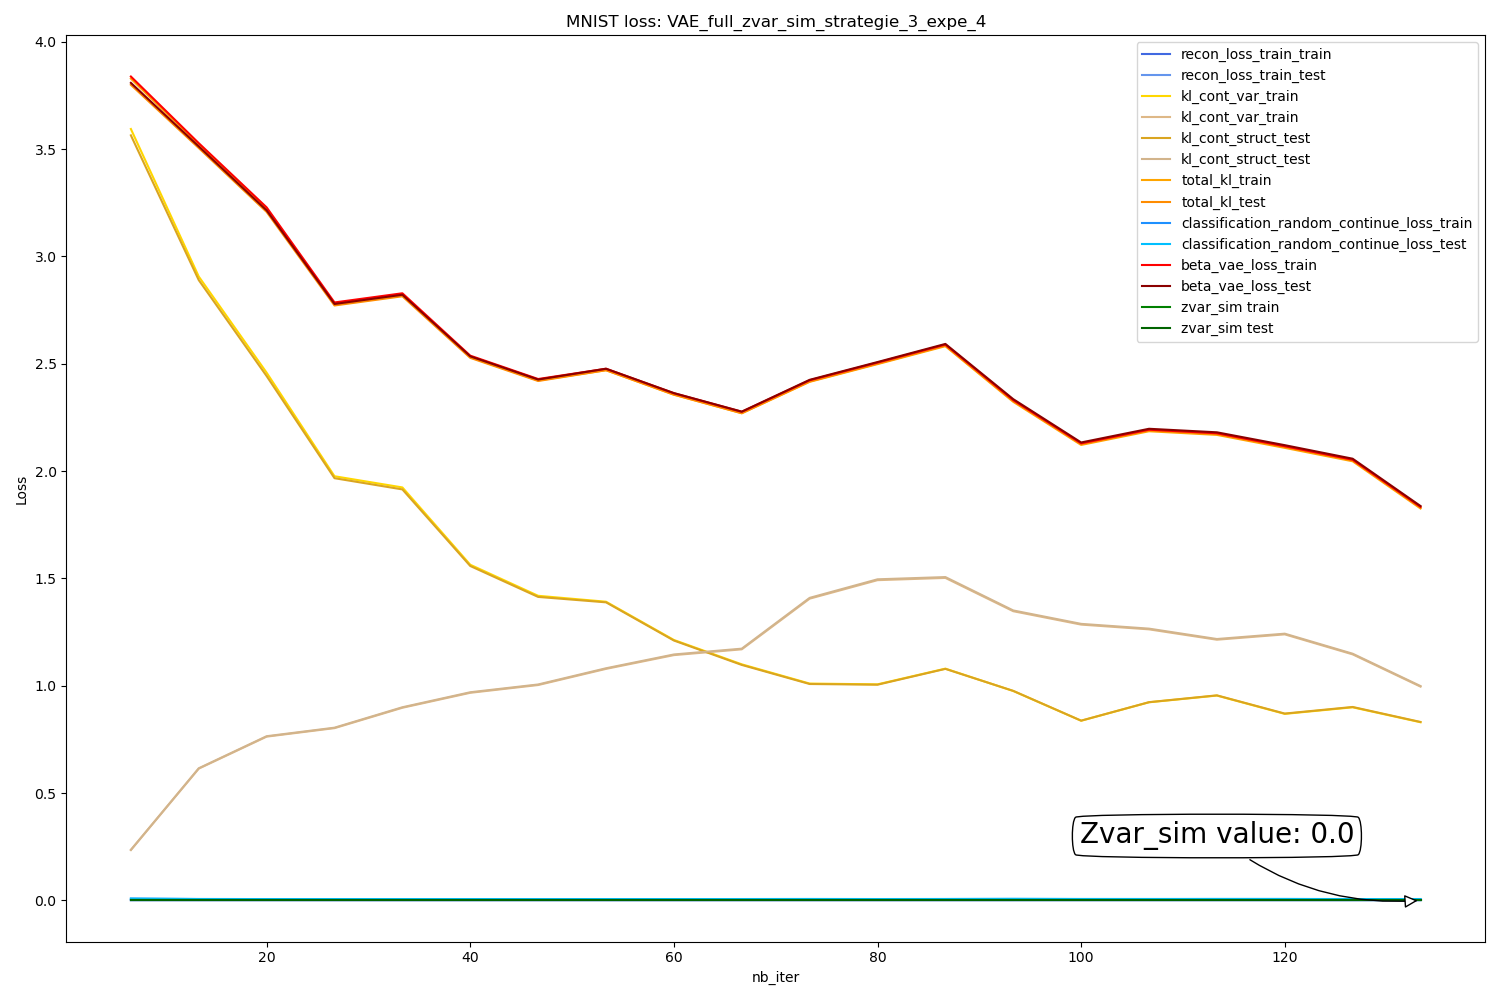 MNIST loss: VAE_full_zvar_sim_strategie_3_expe_4
4.0
3.5
3.0
2.5
2.0
1.5
1.0
0.5
0.0
Loss
recon_loss_train_train
recon_loss_train_test
kl_cont_var_train
kl_cont_var_train
kl_cont_struct_test
kl_cont_struct_test
total_kl_train
total_kl_test
classification_random_continue_loss_train
classification_random_continue_loss_test
beta_vae_loss_train
beta_vae_loss_test
zvar_sim train
zvar_sim test
Zvar_sim value: 0.0
20 40 60 80 100 120
nb_iter